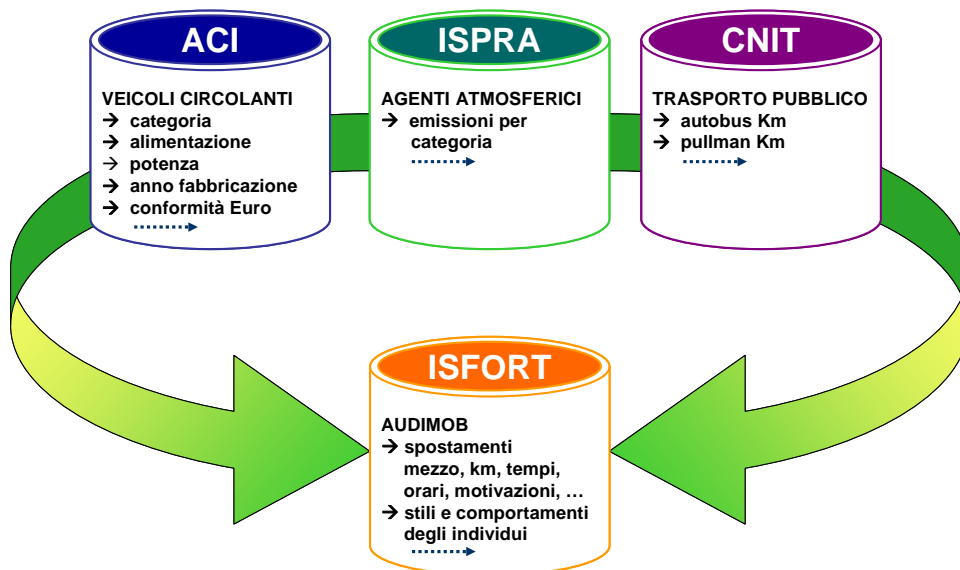 ACI
VEICOLI CIRCOLANTI
→ categoria
→ alimentazione
→ potenza
→ anno fabbricazione
→ conformità Euro
ISPRA
AGENTI ATMOSFERICI
→ emissioni per
categoria
CNIT
TRASPORTO PUBBLICO
→ autobus Km
→ pullman Km
ISFORT
AUDIMOB
→ spostamenti
mezzo, km, tempi,
orari, motivazioni, …
→ stili e comportamenti
degli individui